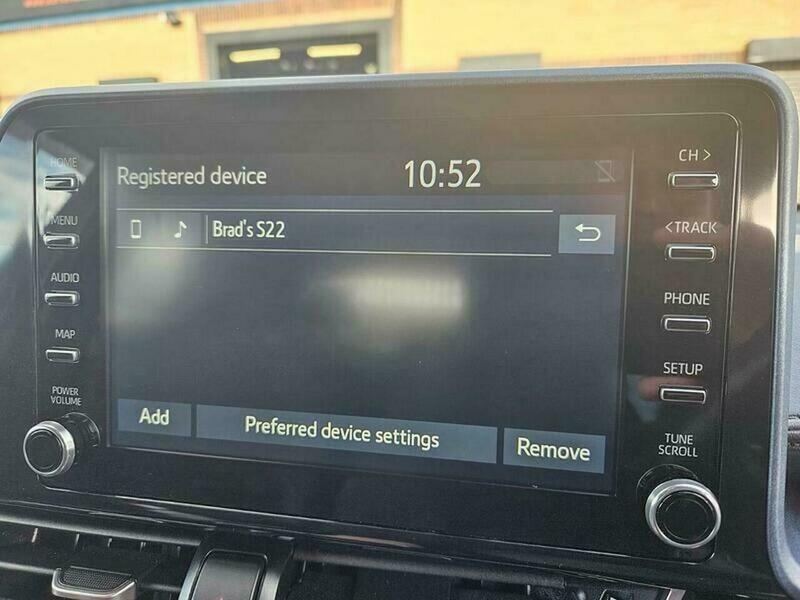 HOME
MENU
AUDIO
MAP
POWER
VOLUME
Registered device
10:52
Brad's S22
Add
Preferred device settings
Remove
CH >
< TRACK
PHONE
SETUP
TUNE
SCROLL